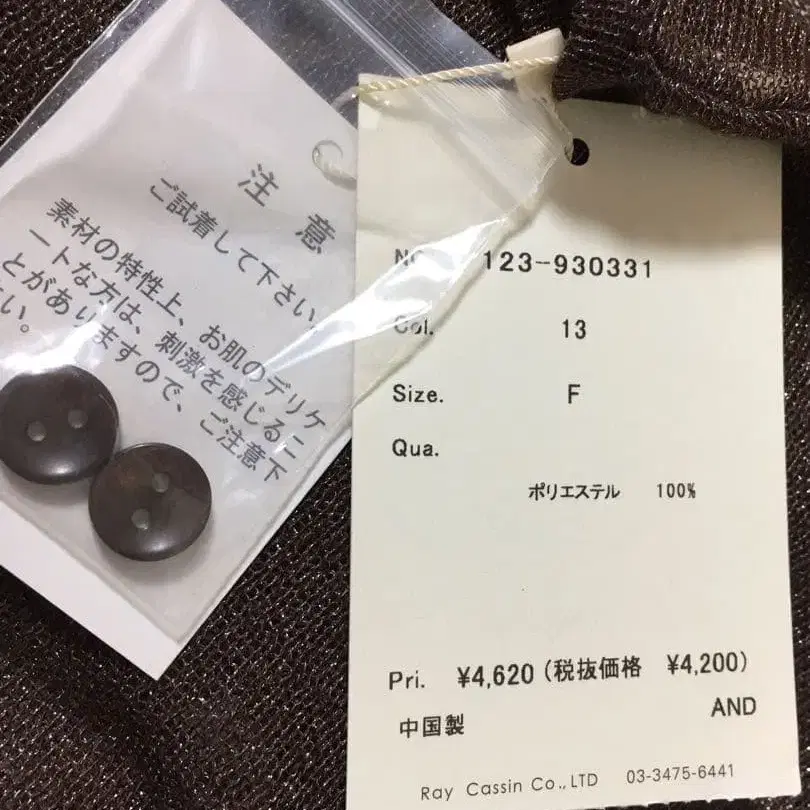 注 意
ご試着して下さい。
素材の特性上、お肌のデリケ
ートな方は、刺激を感じるこ
とがありますので、ご注意下
い。
NO. 123-930331
Col. 13
Size. F
Qua.
ポリエステル 100%
Pri. ¥4,620 (税抜価格 ¥4,200)
中国製 AND
Ray Cassin Co.,LTD 03-3475-6441